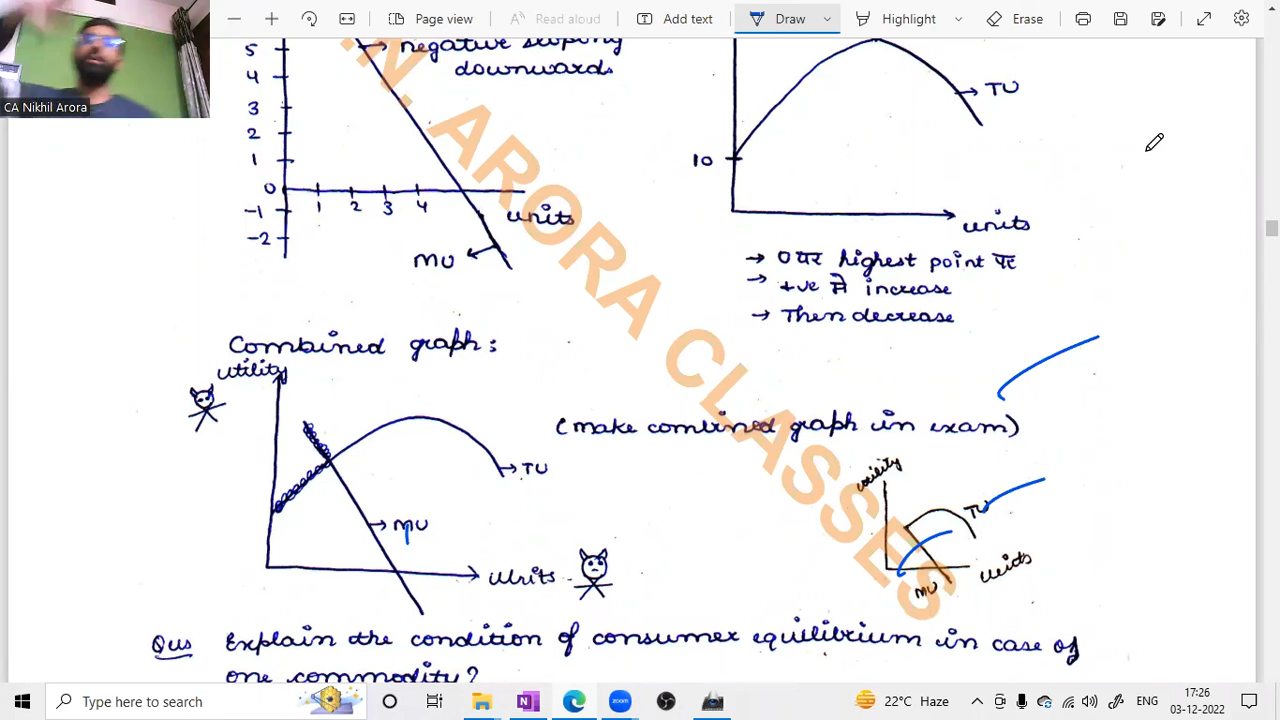 Page view
Read aloud
Add text
Draw
Highlight
Erase
CA Nikhil Arora
5
4
3
2
1
0
-1
-2
1 2 3 4
→ negative sloping
downwards
units
MU
N. ARORA CLASSES
10
→ TU
units
→ 0 पर highest point पर
→ +ve में increase
→ Then decrease
Combined graph:
utility
→ TU
→ MU
units
(make combined graph in exam)
utility
TU
units
MU
Qus Explain the condition of consumer equilibrium in case of
one commodity?
Type here to search
22°C Haze
ENG
17:26
03-12-2022